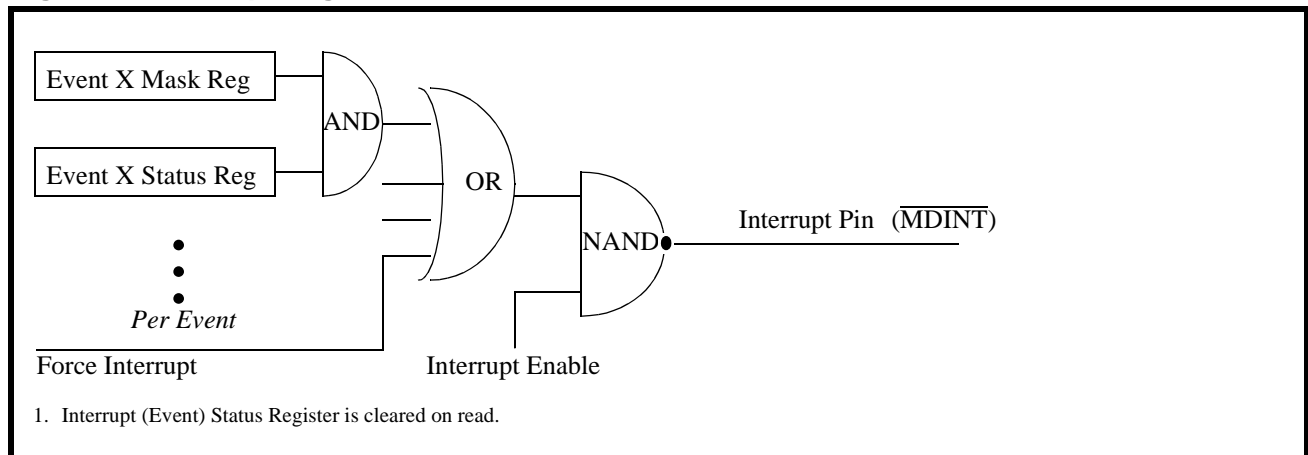 Event X Mask Reg
AND
Event X Status Reg
OR
Interrupt Pin (MDINT)
NAND
Per Event
Force Interrupt
Interrupt Enable
1. Interrupt (Event) Status Register is cleared on read.